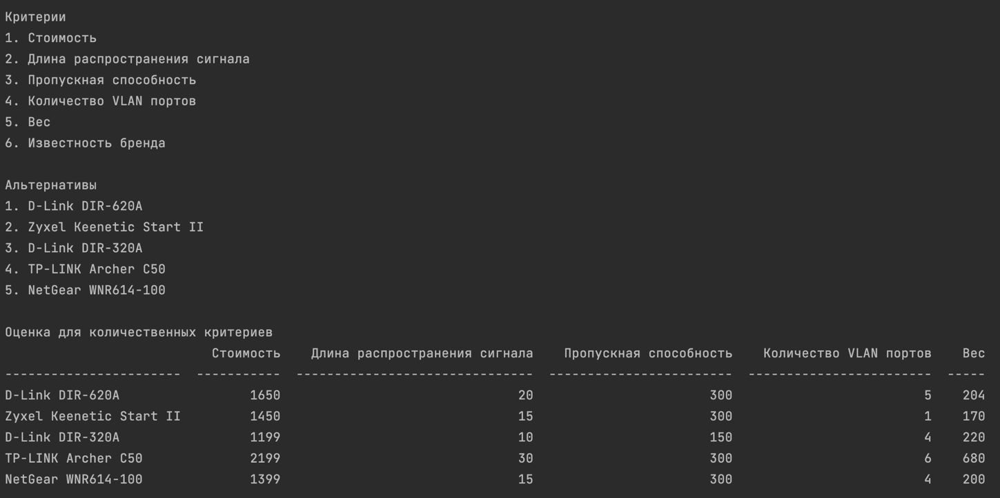 Критерии
1. Стоимость
2. Длина распространения сигнала
3. Пропускная способность
4. Количество VLAN портов
5. Вес
6. Известность бренда
Альтернативы
1. D-Link DIR-620A
2. Zyxel Keenetic Start II
3. D-Link DIR-320A
4. TP-LINK Archer C50
5. NetGear WNR614-100
Оценка для количественных критериев
Стоимость Длина распространения сигнала Пропускная способность Количество VLAN портов Вес
----------------------- ----------- ------------------------------- ------------------------ ------------------------ -----
D-Link DIR-620A 1650 20 300 5 204
Zyxel Keenetic Start II 1450 15 300 1 170
D-Link DIR-320A 1199 10 150 4 220
TP-LINK Archer C50 2199 30 300 6 680
NetGear WNR614-100 1399 15 300 4 200